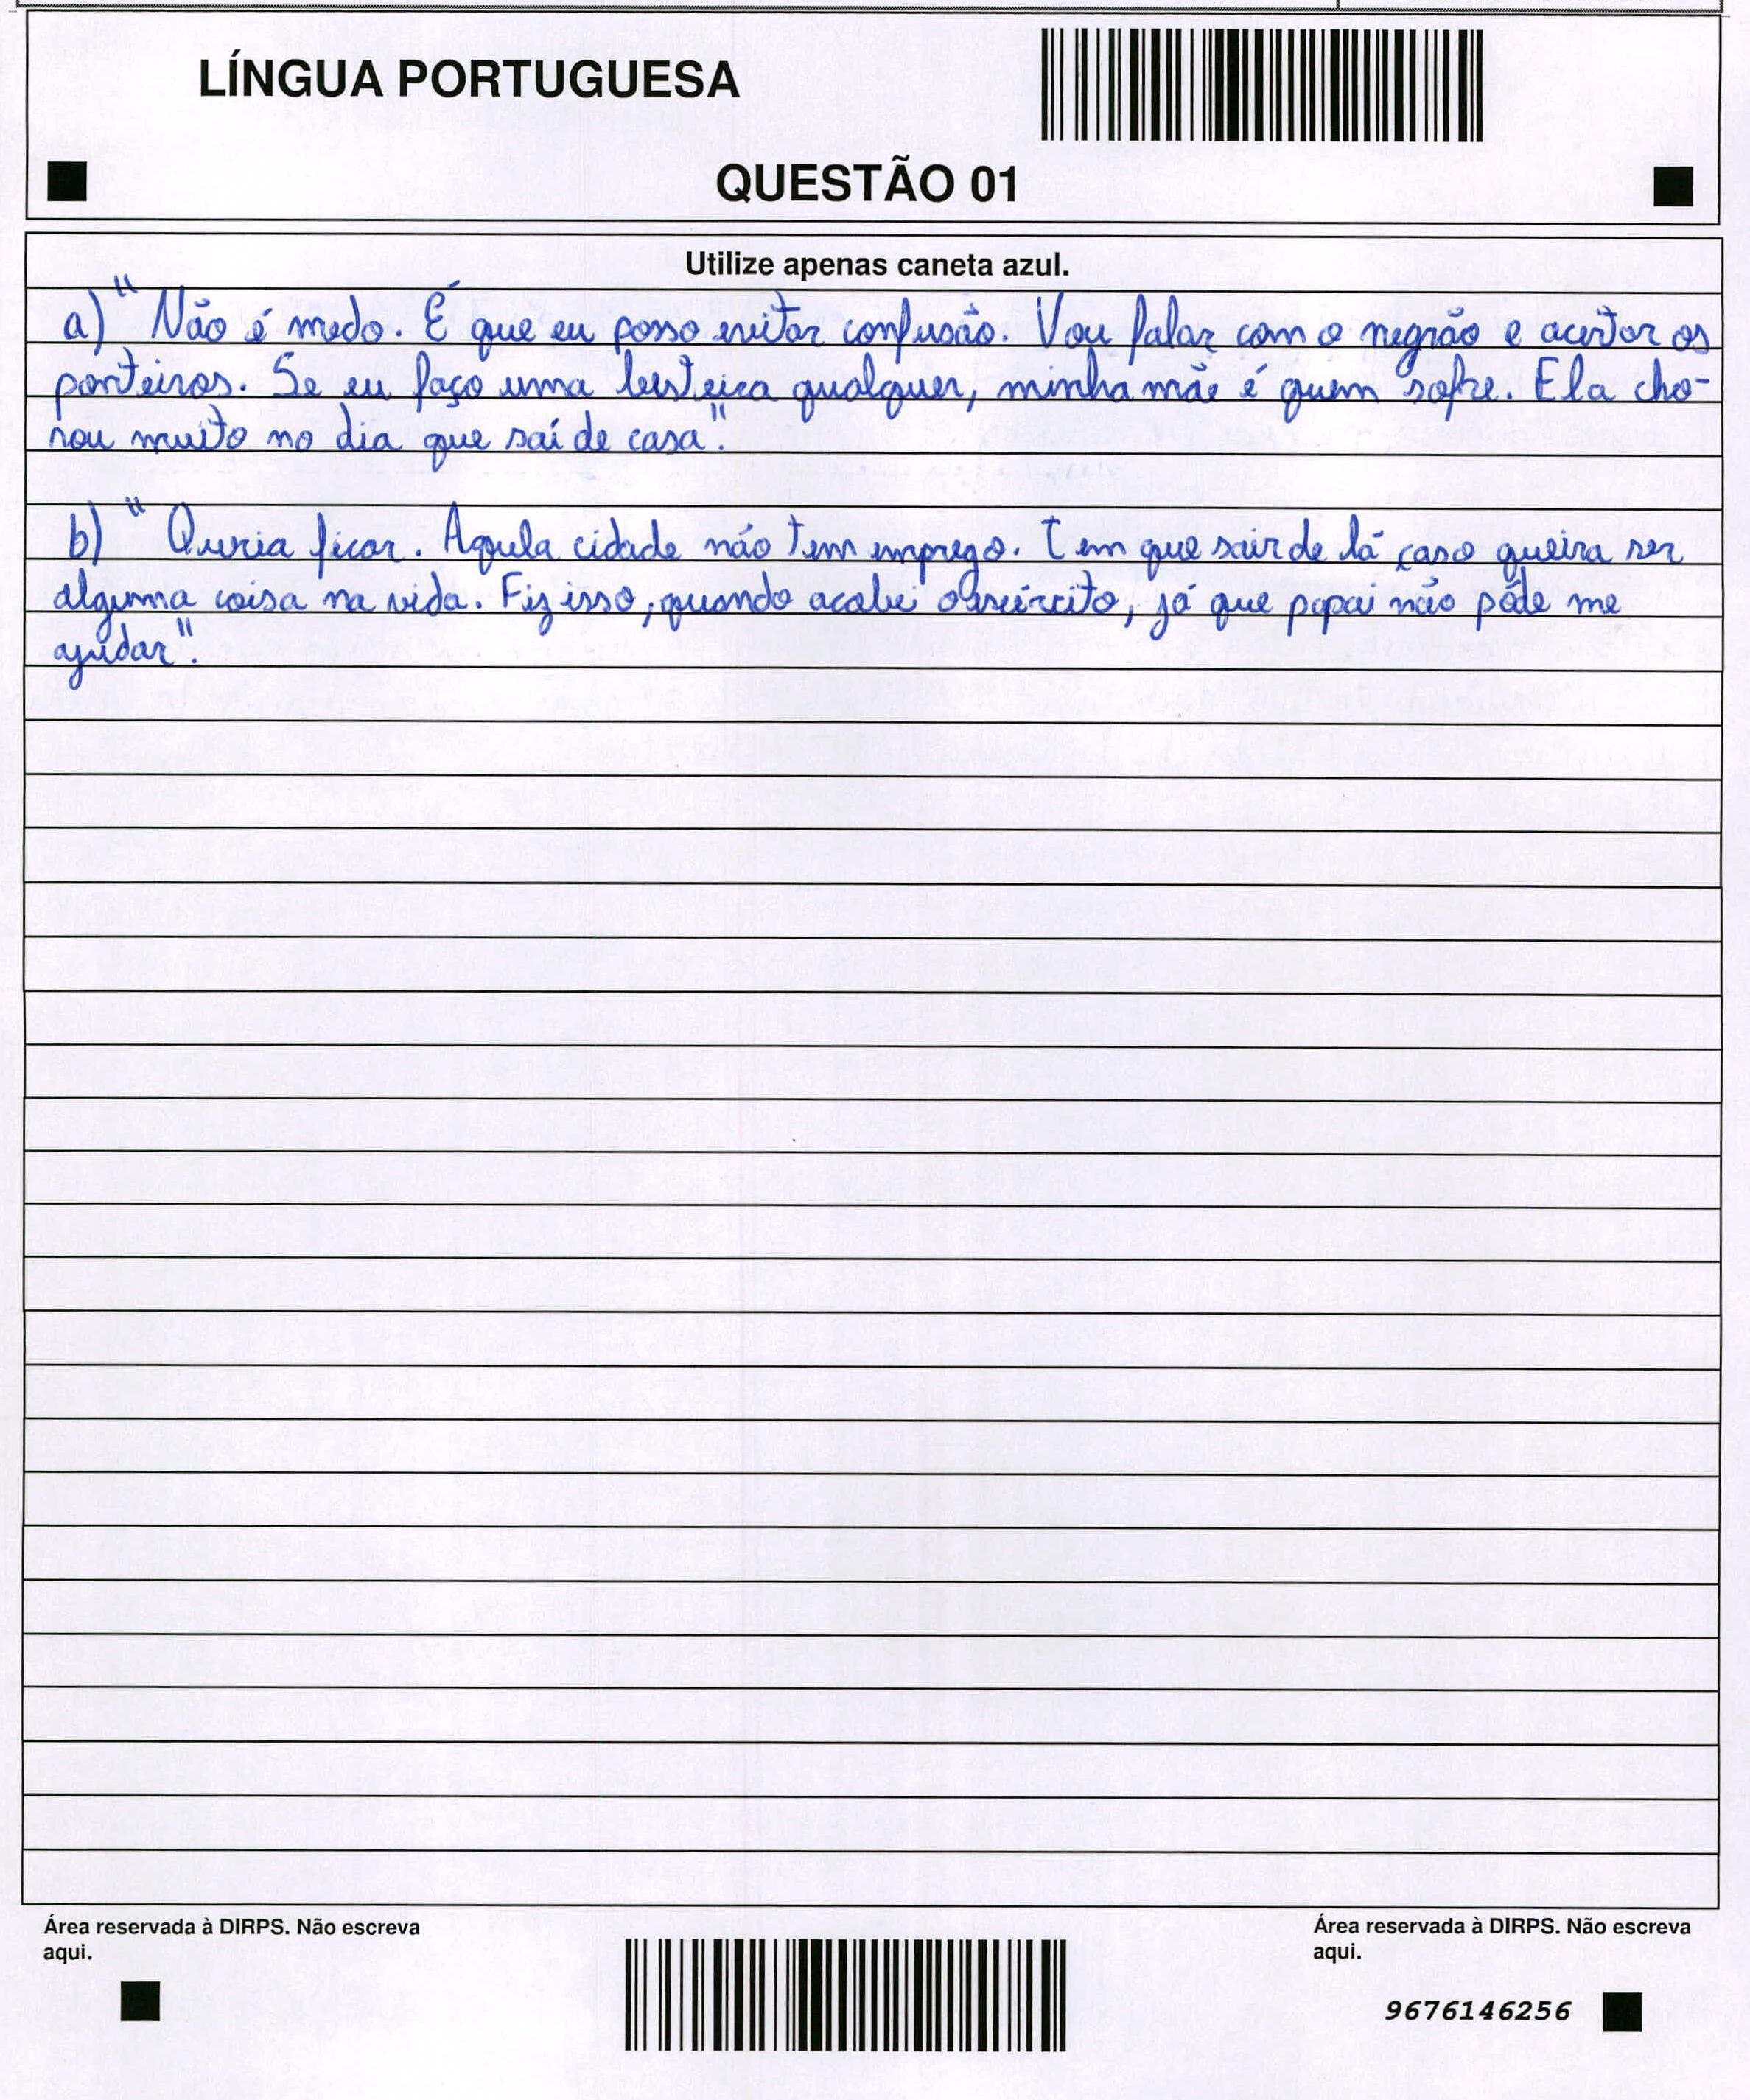 LÍNGUA PORTUGUESA
QUESTÃO 01
Utilize apenas caneta azul.
a) "Não é medo. É que eu posso evitar confusão. Vou falar com o negrão e acertar os
ponteiros. Se eu faço uma besteira qualquer, minha mãe é quem sofre. Ela cho-
rou muito no dia que saí de casa".
b) "Queria ficar. Aquela cidade não tem emprego. Tem que sair de lá caso queira ser
alguma coisa na vida. Fiz isso, quando acabei o exército, já que papai não pôde me
ajudar".
Área reservada à DIRPS. Não escreva
aqui.
Área reservada à DIRPS. Não escreva
aqui.
9676146256